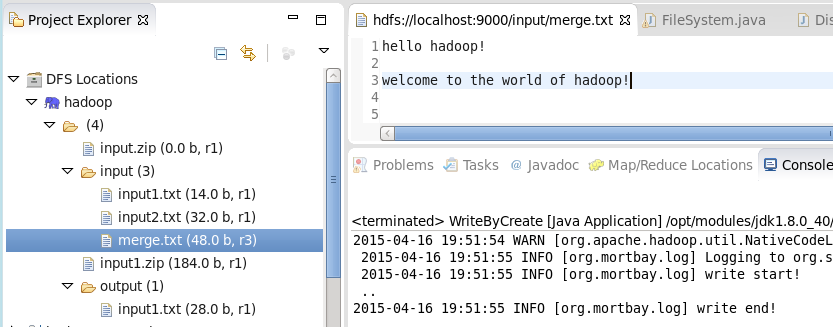 Project Explorer
DFS Locations
hadoop
(4)
input.zip (0.0 b, r1)
input (3)
input1.txt (14.0 b, r1)
input2.txt (32.0 b, r1)
merge.txt (48.0 b, r3)
input1.zip (184.0 b, r1)
output (1)
input1.txt (28.0 b, r1)
hdfs://localhost:9000/input/merge.txt FileSystem.java Dis
1 hello hadoop!
2
3 welcome to the world of hadoop!
4
5
Problems Tasks @ Javadoc Map/Reduce Locations Console
<terminated> WriteByCreate [Java Application] /opt/modules/jdk1.8.0_40/
2015-04-16 19:51:54 WARN [org.apache.hadoop.util.NativeCodeL
2015-04-16 19:51:55 INFO [org.mortbay.log] Logging to org.s
2015-04-16 19:51:55 INFO [org.mortbay.log] write start!
..
2015-04-16 19:51:55 INFO [org.mortbay.log] write end!